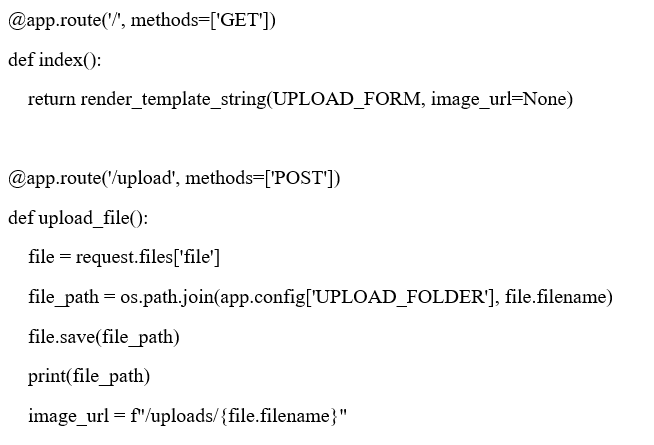 @app.route('/', methods=['GET'])
def index():
    return render_template_string(UPLOAD_FORM, image_url=None)

@app.route('/upload', methods=['POST'])
def upload_file():
    file = request.files['file']
    file_path = os.path.join(app.config['UPLOAD_FOLDER'], file.filename)
    file.save(file_path)
    print(file_path)
    image_url = f"/uploads/{file.filename}"